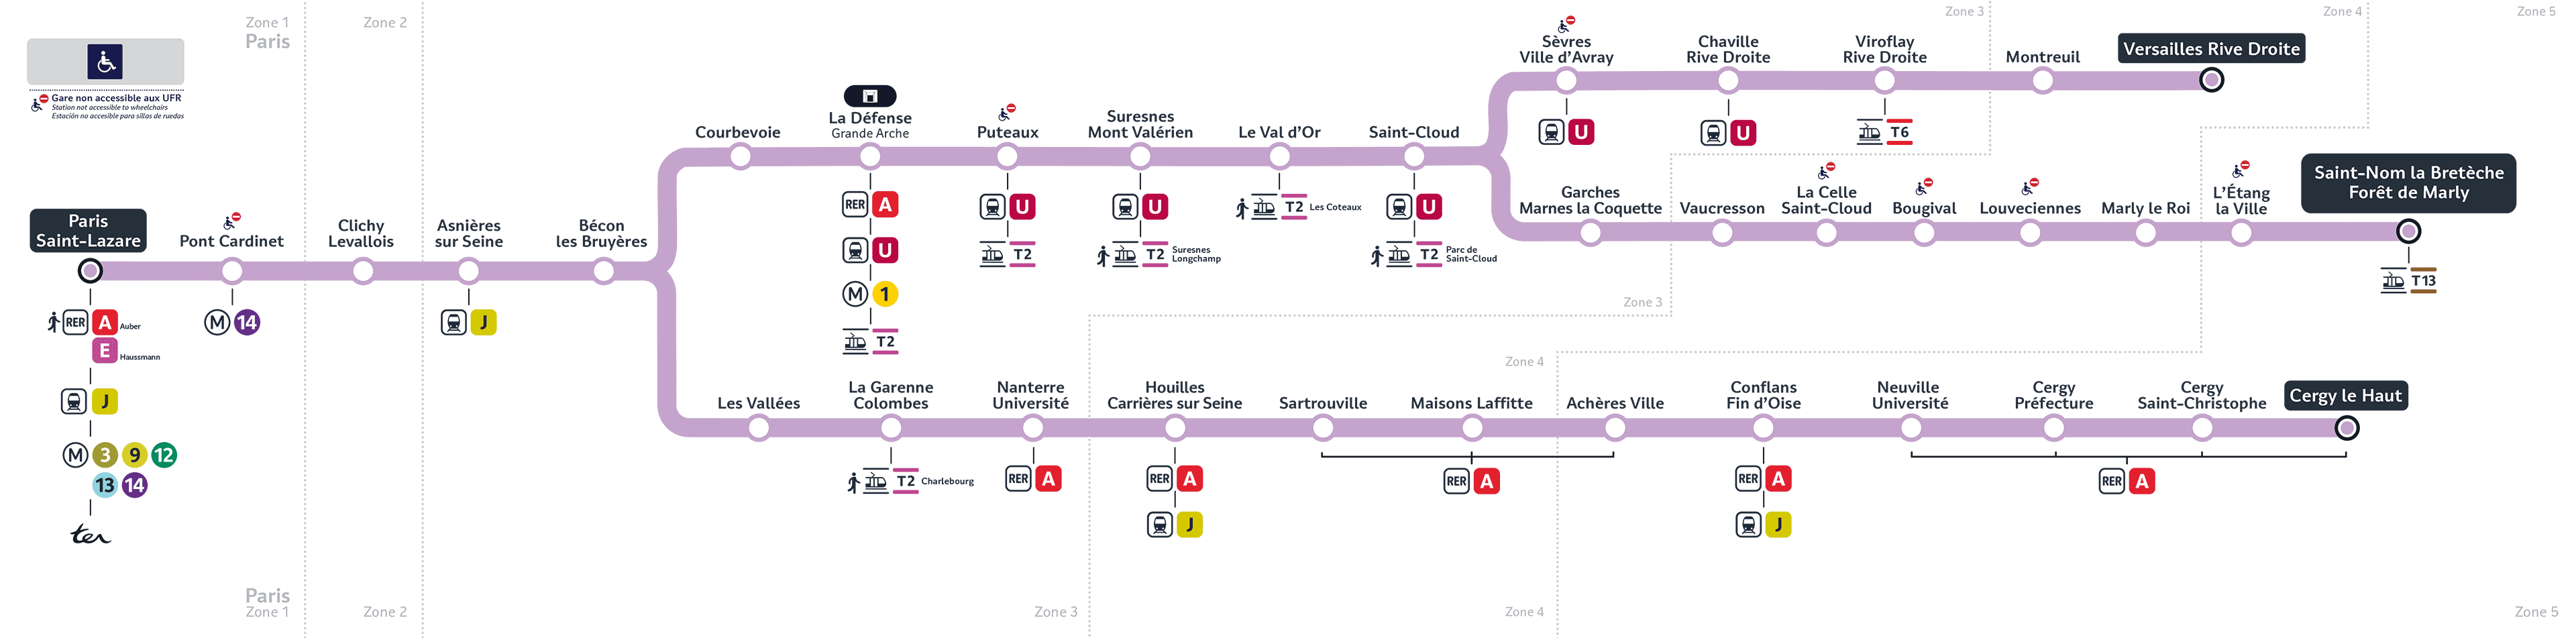 Zone 1
Paris
Zone 2
Zone 3
Zone 4
Zone 5
Gare non accessible aux UFR
Station not accessible to wheelchairs
Estación no accesible para sillas de ruedas
Sèvres
Ville d'Avray
U
Chaville
Rive Droite
U
Viroflay
Rive Droite
T6
Montreuil
Versailles Rive Droite
Courbevoie
La Défense
Grande Arche
RER A
U
M 1
T2
Puteaux
U
T2
Suresnes
Mont Valérien
U
T2 Suresnes
Longchamp
Le Val d'Or
T2 Les Coteaux
Saint-Cloud
U
T2 Parc de
Saint-Cloud
Garches
Marnes la Coquette
Vaucresson
La Celle
Saint-Cloud
Bougival
Louveciennes
Marly le Roi
L'Étang
la Ville
Saint-Nom la Bretèche
Forêt de Marly
T13
Paris
Saint-Lazare
RER A Auber
E Haussmann
J
M 3 9 12
13 14
ter
Pont Cardinet
M 14
Clichy
Levallois
Asnières
sur Seine
J
Bécon
les Bruyères
Zone 3
Zone 4
Les Vallées
La Garenne
Colombes
T2 Charlebourg
Nanterre
Université
RER A
Houilles
Carrières sur Seine
RER A
J
Sartrouville
Maisons Laffitte
Achères Ville
RER A
Conflans
Fin d'Oise
RER A
J
Neuville
Université
Cergy
Préfecture
Cergy
Saint-Christophe
Cergy le Haut
RER A
Paris
Zone 1
Zone 2
Zone 3
Zone 4
Zone 5